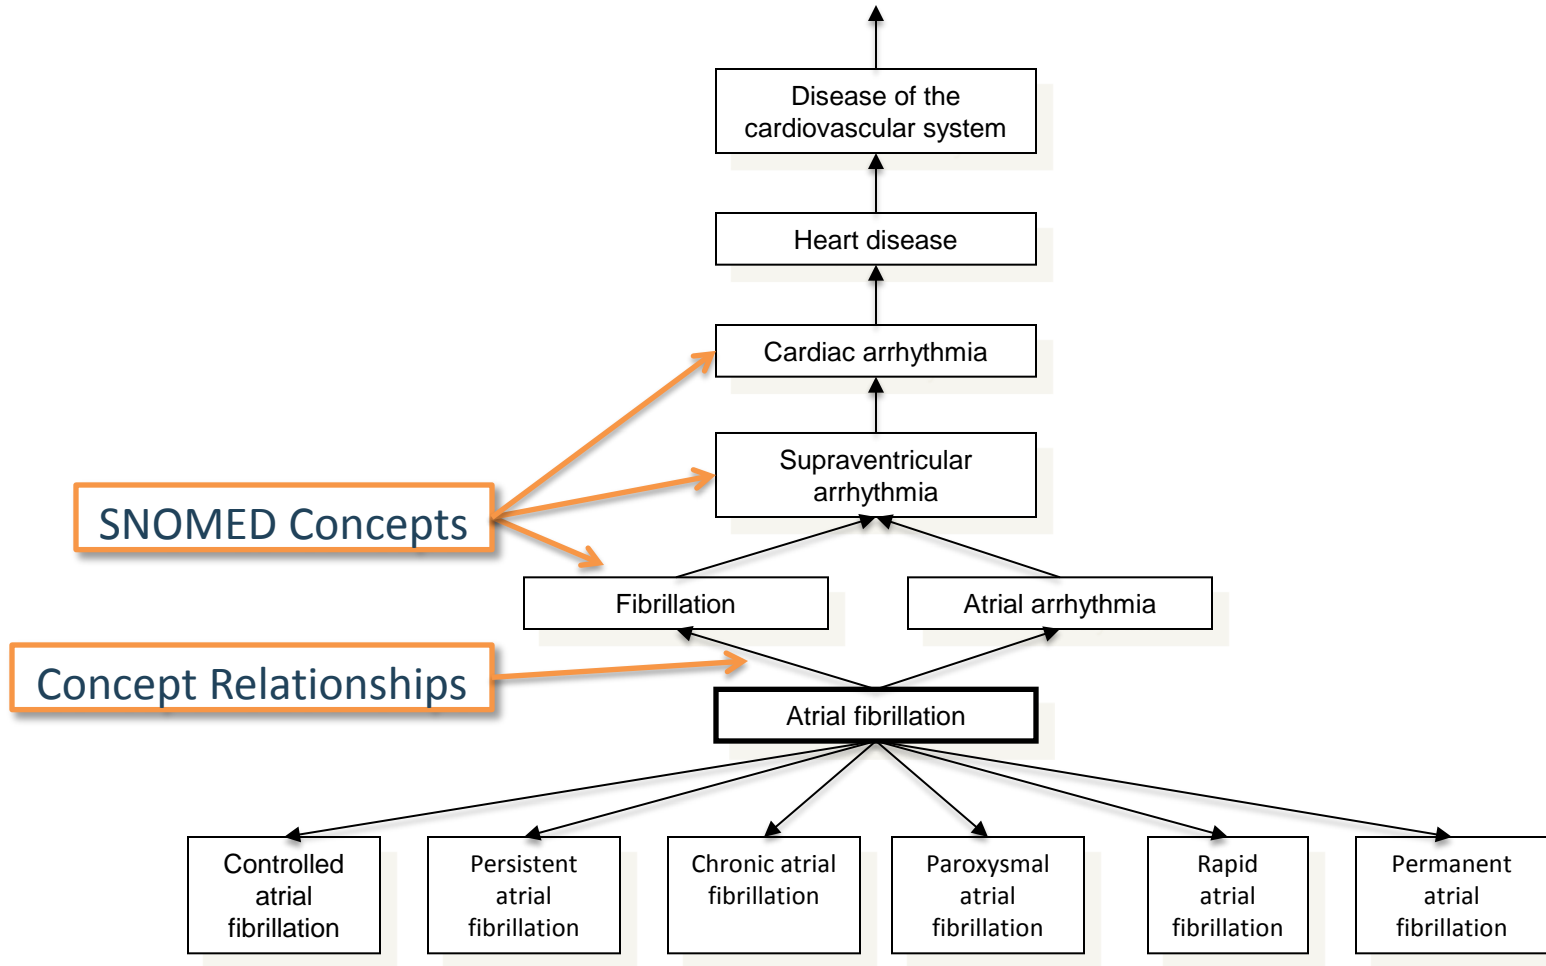 Disease of the
cardiovascular system
Heart disease
Cardiac arrhythmia
Supraventricular
arrhythmia
SNOMED Concepts
Fibrillation
Atrial arrhythmia
Concept Relationships
Atrial fibrillation
Controlled
atrial
fibrillation
Persistent
atrial
fibrillation
Chronic atrial
fibrillation
Paroxysmal
atrial
fibrillation
Rapid
atrial
fibrillation
Permanent
atrial
fibrillation